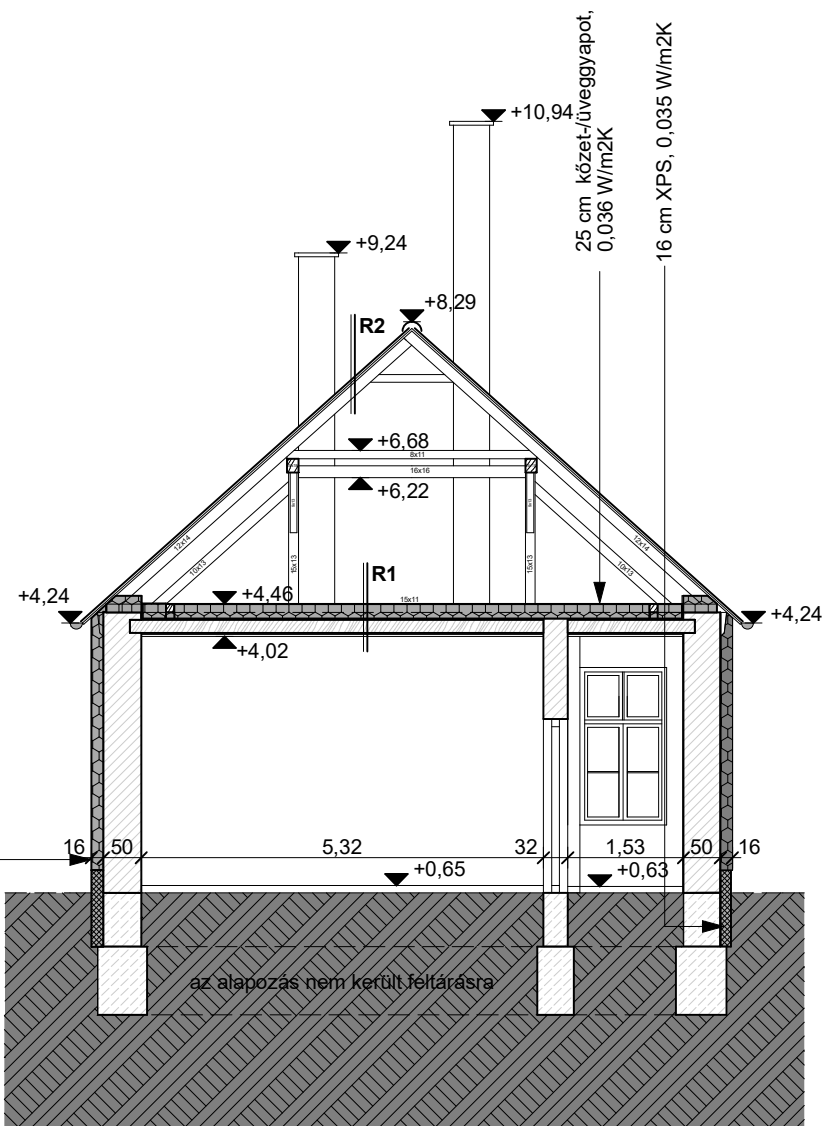 25 cm kőzet-/üveggyapot,
0,036 W/m2K
16 cm XPS, 0,035 W/m2K
+10,94
+9,24
+8,29
R2
+6,68
8x11
16x16
+6,22
12x14
12x14
10x13
10x13
15x13
15x13
R1
+4,24
+4,46
15x11
+4,24
+4,02
16
50
5,32
32
1,53
50
16
+0,65
+0,63
az alapozás nem került feltárásra